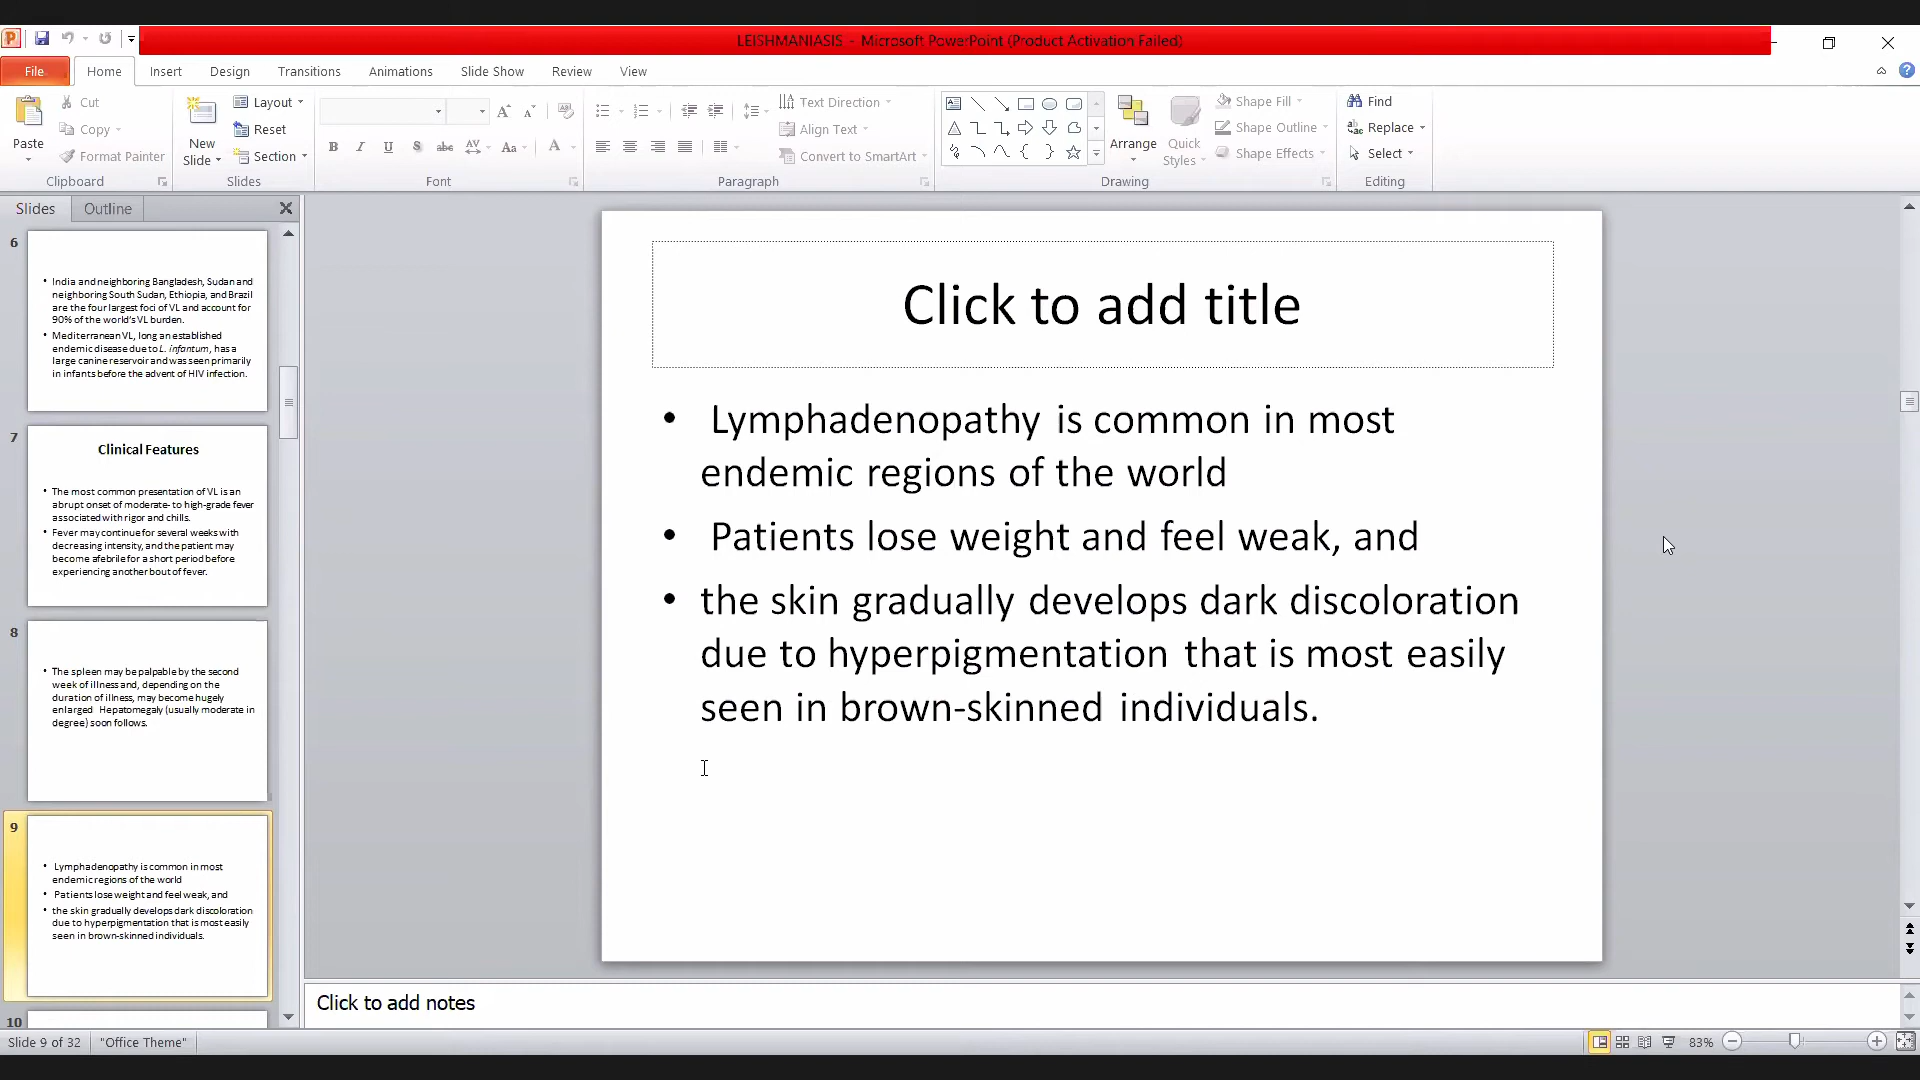 LEISHMANIASIS - Microsoft PowerPoint (Product Activation Failed)
File Home Insert Design Transitions Animations Slide Show Review View
Paste
Cut
Copy
Format Painter
Clipboard
New
Slide
Layout
Reset
Section
Slides
B I U S abc AV Aa A
Font
Text Direction
Align Text
Convert to SmartArt
Paragraph
Arrange
Quick
Styles
Shape Fill
Shape Outline
Shape Effects
Drawing
Find
Replace
Select
Editing
Slides Outline
6
• India and neighboring Bangladesh, Sudan and
neighboring South Sudan, Ethiopia, and Brazil
are the four largest foci of VL and account for
90% of the world's VL burden.
• Mediterranean VL, long an established
endemic disease due to L. infantum, has a
large canine reservoir and was seen primarily
in infants before the advent of HIV infection.
7
Clinical Features
• The most common presentation of VL is an
abrupt onset of moderate- to high-grade fever
associated with rigor and chills.
• Fever may continue for several weeks with
decreasing intensity, and the patient may
become afebrile for a short period before
experiencing another bout of fever.
8
• The spleen may be palpable by the second
week of illness and, depending on the
duration of illness, may become hugely
enlarged Hepatomegaly (usually moderate in
degree) soon follows.
9
• Lymphadenopathy is common in most
endemic regions of the world
• Patients lose weight and feel weak, and
• the skin gradually develops dark discoloration
due to hyperpigmentation that is most easily
seen in brown-skinned individuals.
10
Click to add title
• Lymphadenopathy is common in most
endemic regions of the world
• Patients lose weight and feel weak, and
• the skin gradually develops dark discoloration
due to hyperpigmentation that is most easily
seen in brown-skinned individuals.
Click to add notes
Slide 9 of 32 "Office Theme" 83%